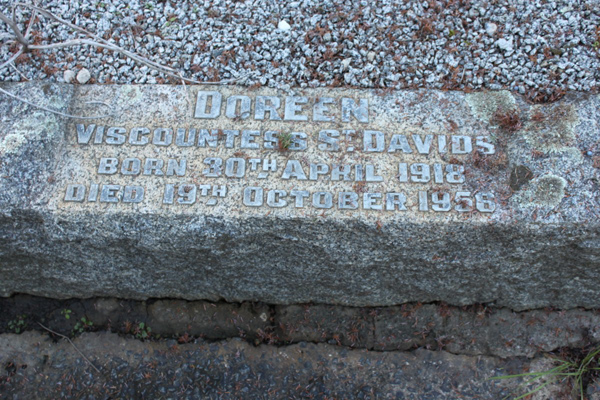 DOREEN
VISCOUNTESS ST. DAVIDS
BORN 30TH APRIL 1918
DIED 19TH OCTOBER 1956